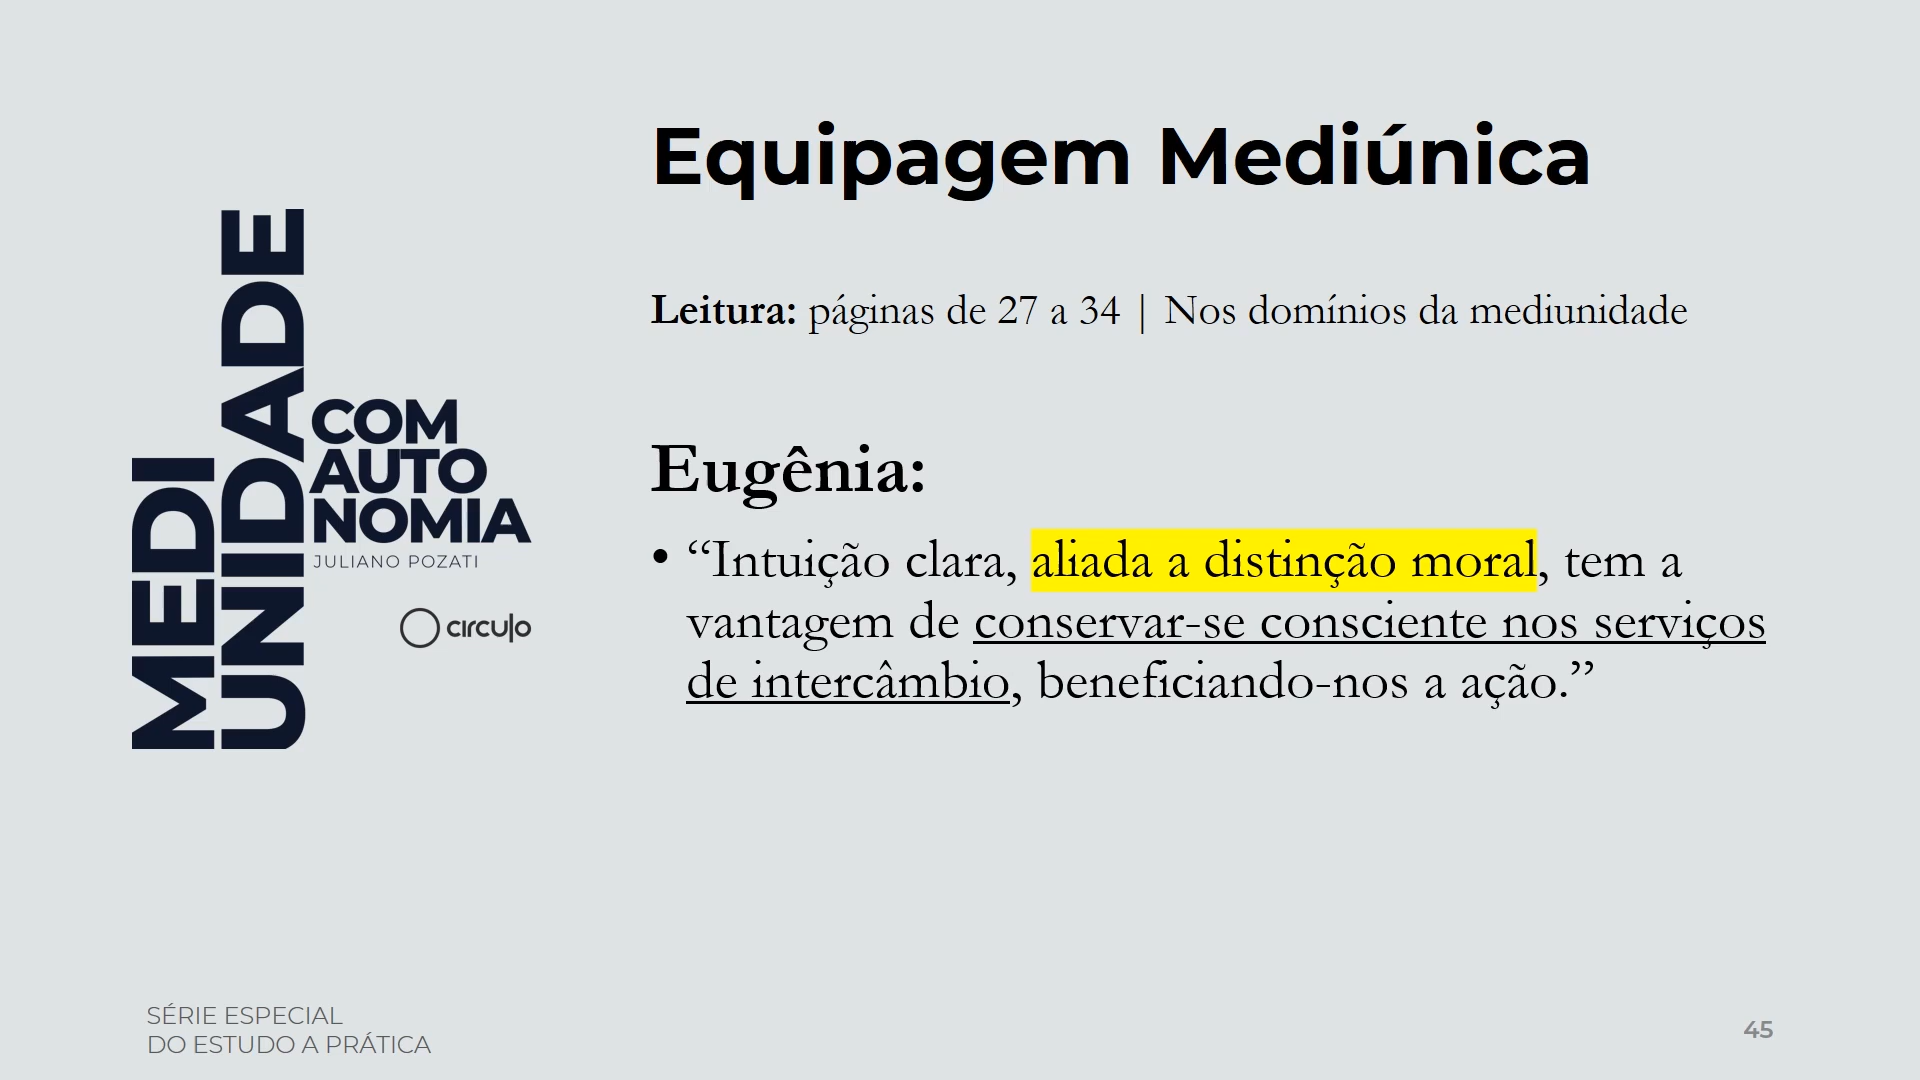 Equipagem Mediúnica
Leitura: páginas de 27 a 34 | Nos domínios da mediunidade
Eugênia:
• “Intuição clara, aliada a distinção moral, tem a
vantagem de conservar-se consciente nos serviços
de intercâmbio, beneficiando-nos a ação.”
MEDI
UNIDADE
COM
AUTO
NOMIA
JULIANO POZATI
circulo
SÉRIE ESPECIAL
DO ESTUDO A PRÁTICA
45